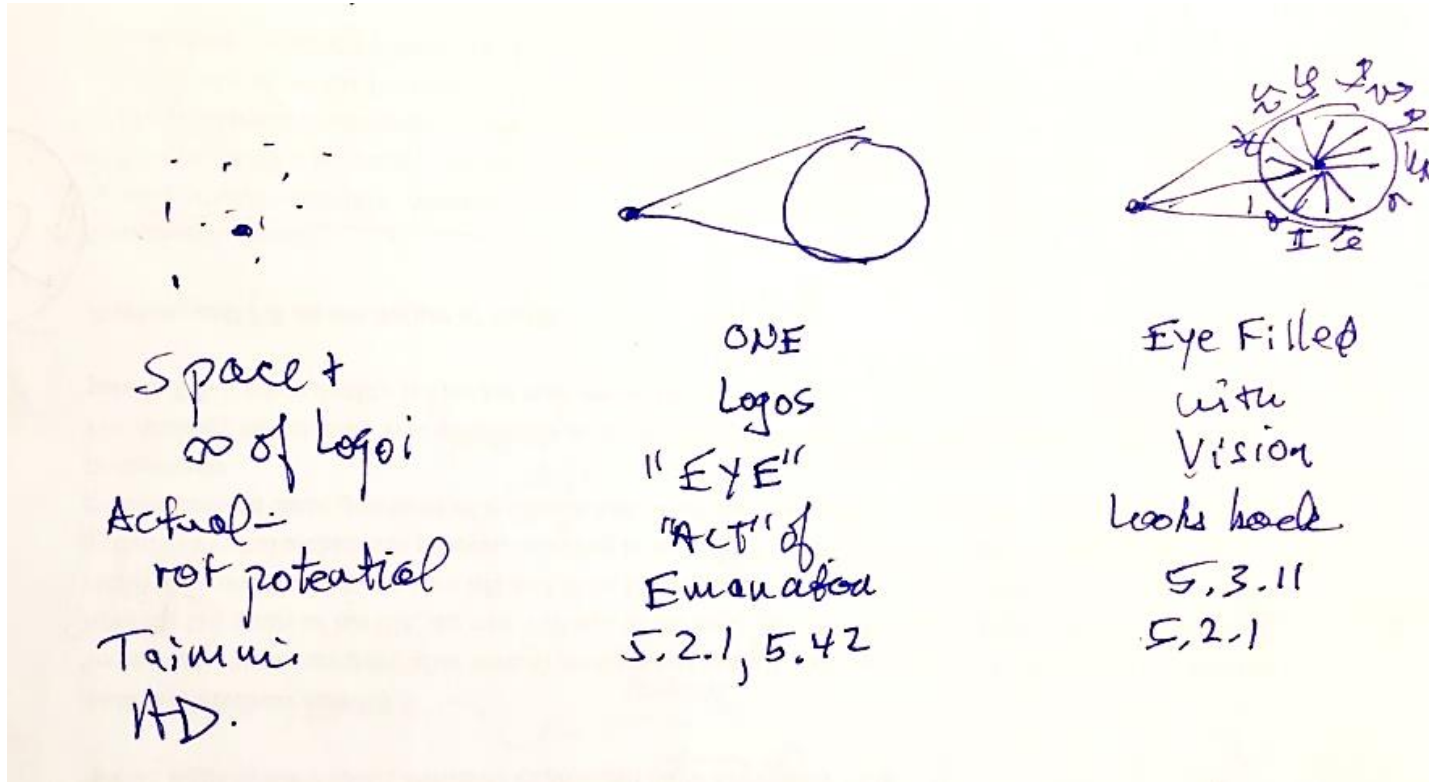 Space +
∞ of Logoi
Actual -
not potential
Taimni
AD.
ONE
Logos
"EYE"
"ACT" of
Emanation
5.2.1, 5.42
Eye Filled
with
Vision
Looks back
5.3.11
5.2.1